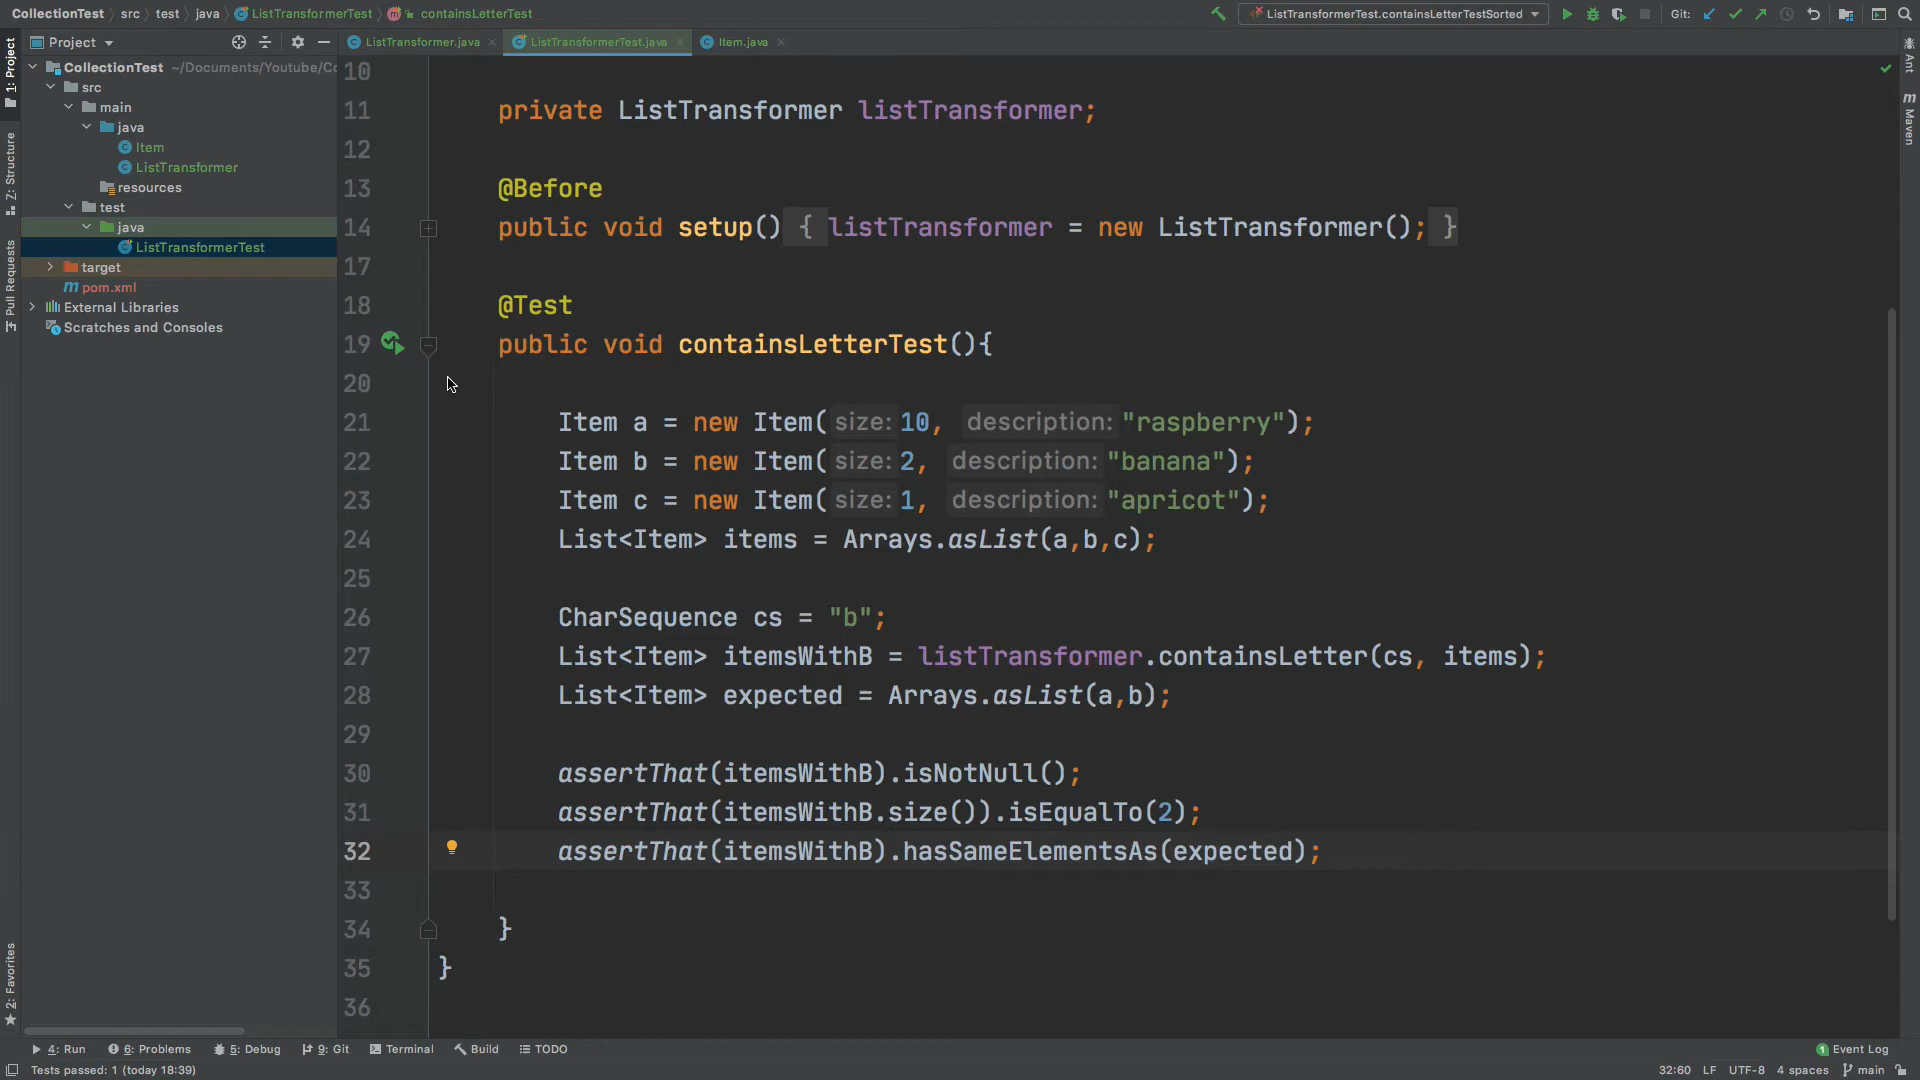 CollectionTest src test java ListTransformerTest containsLetterTest ListTransformerTest.containsLetterTestSorted Git:
Project ListTransformer.java ListTransformerTest.java Item.java
CollectionTest ~/Documents/Youtube/Co
src
main
java
Item
ListTransformer
resources
test
java
ListTransformerTest
target
pom.xml
External Libraries
Scratches and Consoles
1: Project
7: Structure
Pull Requests
2: Favorites
Ant
Maven
10
11 private ListTransformer listTransformer;
12
13 @Before
14 public void setup() { listTransformer = new ListTransformer(); }
17
18 @Test
19 public void containsLetterTest(){
20
21 Item a = new Item( size: 10, description: "raspberry");
22 Item b = new Item( size: 2, description: "banana");
23 Item c = new Item( size: 1, description: "apricot");
24 List<Item> items = Arrays.asList(a,b,c);
25
26 CharSequence cs = "b";
27 List<Item> itemsWithB = listTransformer.containsLetter(cs, items);
28 List<Item> expected = Arrays.asList(a,b);
29
30 assertThat(itemsWithB).isNotNull();
31 assertThat(itemsWithB.size()).isEqualTo(2);
32 assertThat(itemsWithB).hasSameElementsAs(expected);
33
34 }
35 }
36
4: Run 6: Problems 5: Debug 9: Git Terminal Build TODO 1 Event Log
Tests passed: 1 (today 18:39) 32:60 LF UTF-8 4 spaces main